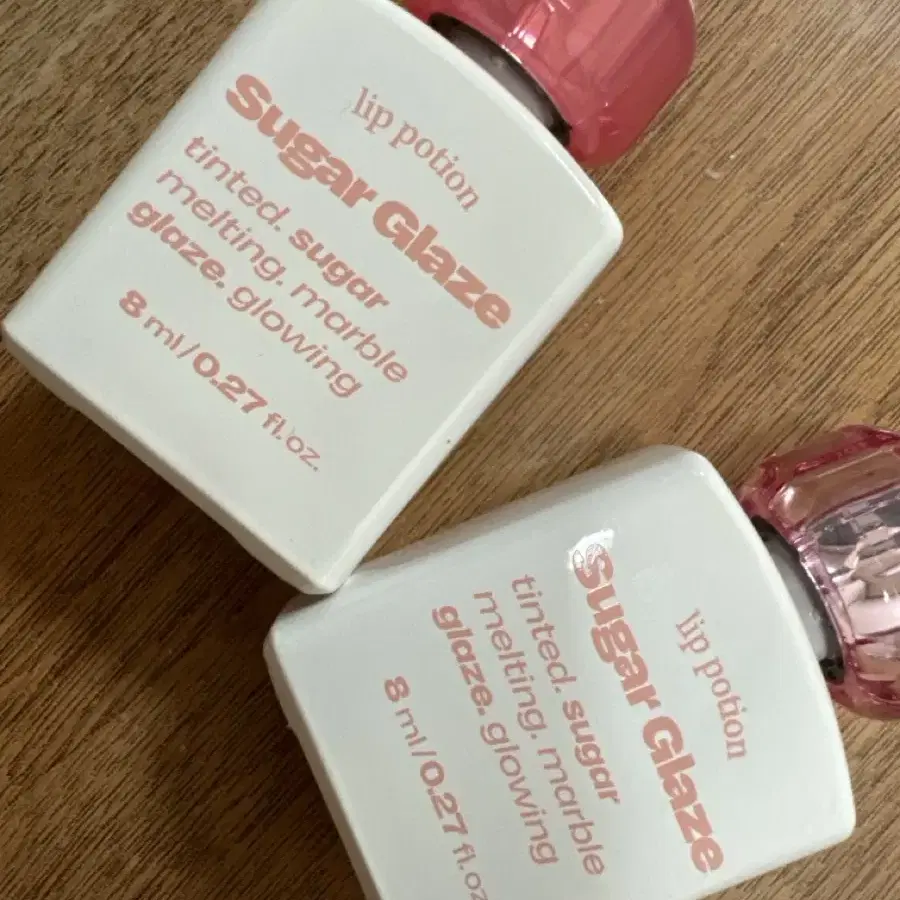 lip potion
Sugar Glaze
tinted. sugar
melting. marble
glaze. glowing
8 ml/0.27 fl.oz.
lip potion
Sugar Glaze
tinted. sugar
melting. marble
glaze. glowing
8 ml/0.27 fl.oz